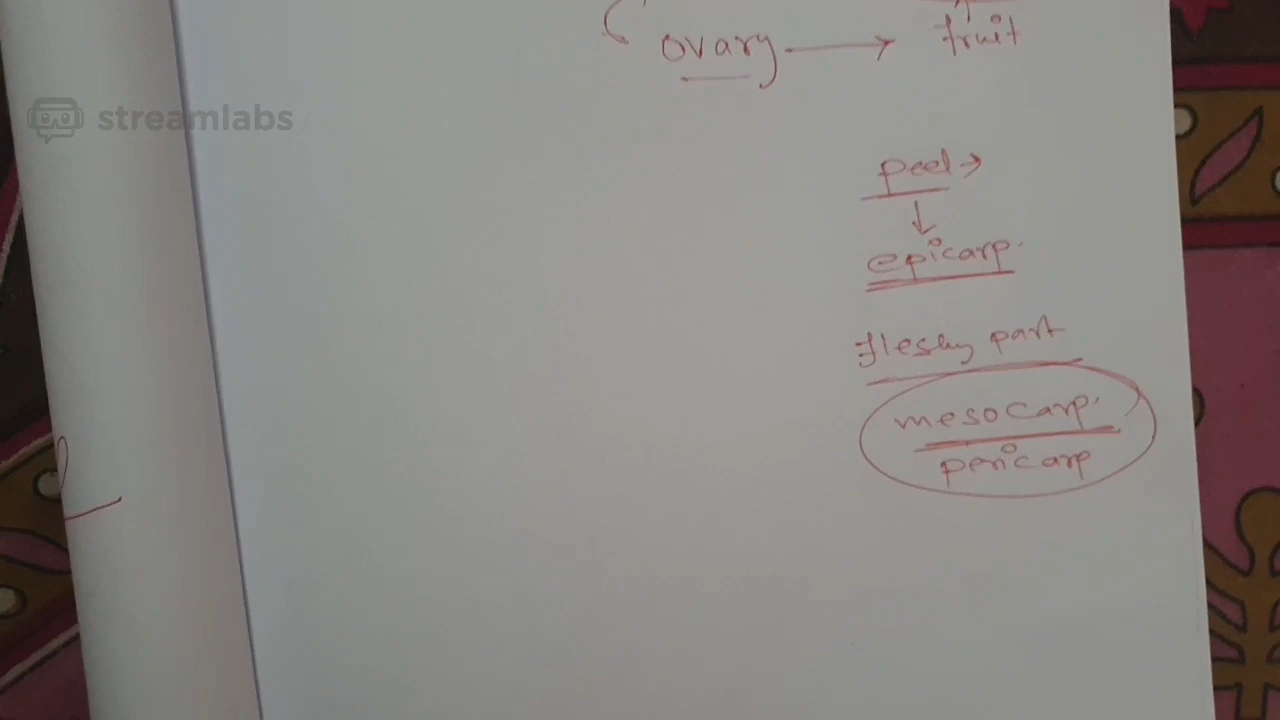 streamlabs
ovary → fruit
peel →
↓
epicarp.
fleshy part
mesocarp.
pericarp